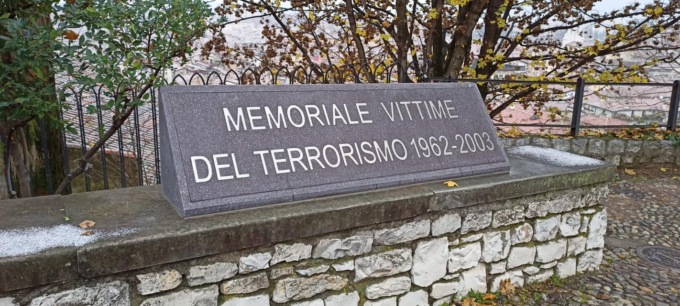 MEMORIALE VITTIME
DEL TERRORISMO 1962-2003